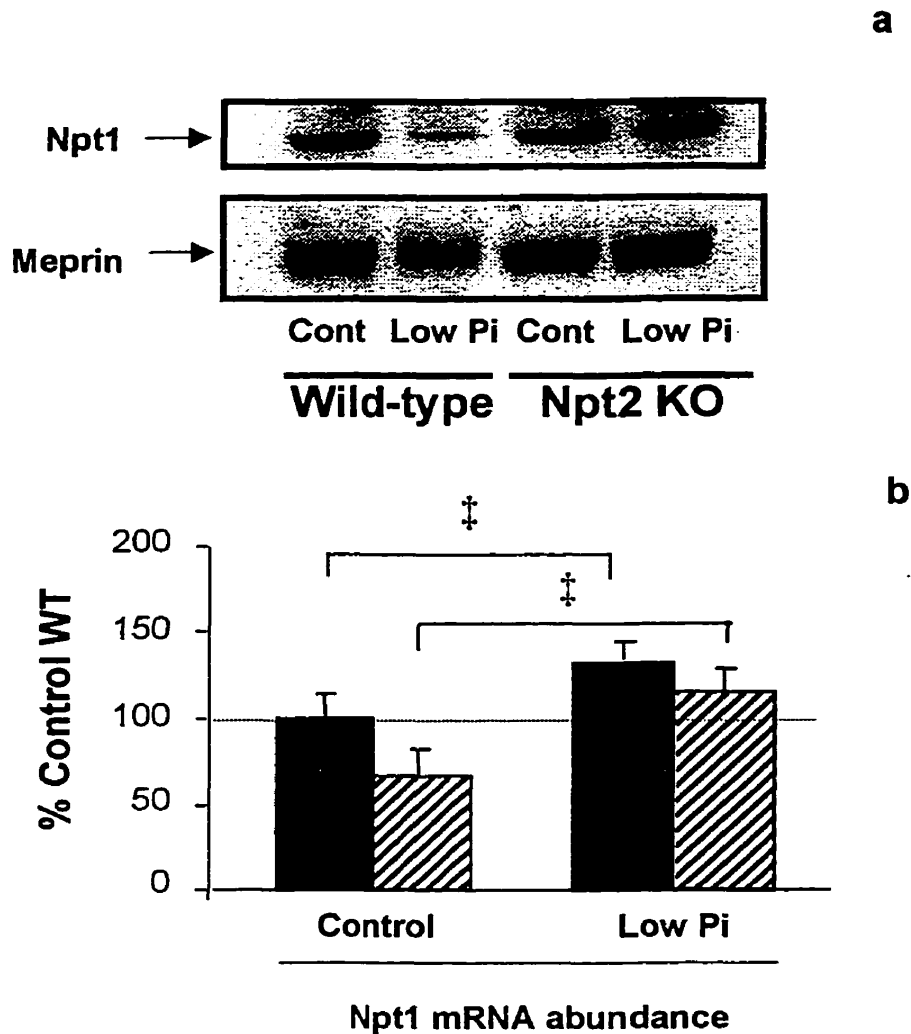 a
Npt1
Meprin
Cont Low Pi Cont Low Pi
Wild-type Npt2 KO
b
‡
‡
200
150
100
50
0
% Control WT
Control Low Pi
Npt1 mRNA abundance